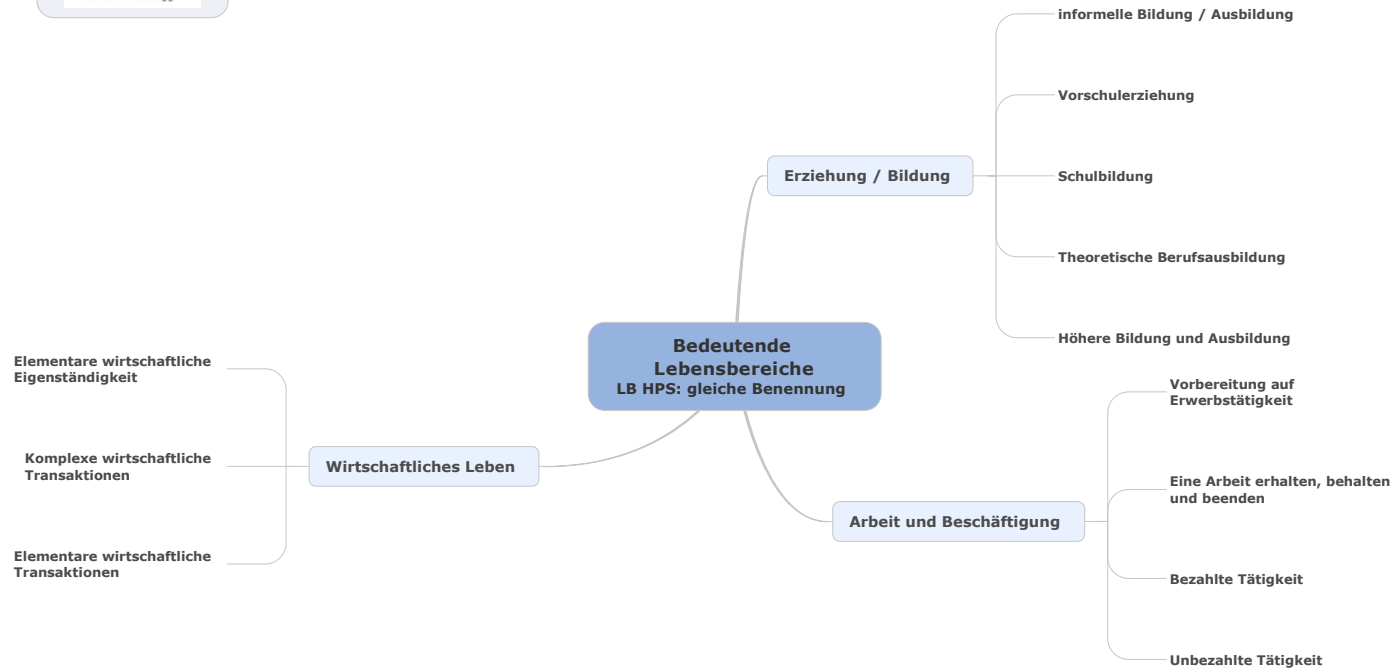 informelle Bildung / Ausbildung
Vorschulerziehung
Erziehung / Bildung
Schulbildung
Theoretische Berufsausbildung
Höhere Bildung und Ausbildung
Bedeutende
Lebensbereiche
LB HPS: gleiche Benennung
Elementare wirtschaftliche
Eigenständigkeit
Komplexe wirtschaftliche
Transaktionen
Wirtschaftliches Leben
Elementare wirtschaftliche
Transaktionen
Vorbereitung auf
Erwerbstätigkeit
Eine Arbeit erhalten, behalten
und beenden
Arbeit und Beschäftigung
Bezahlte Tätigkeit
Unbezahlte Tätigkeit